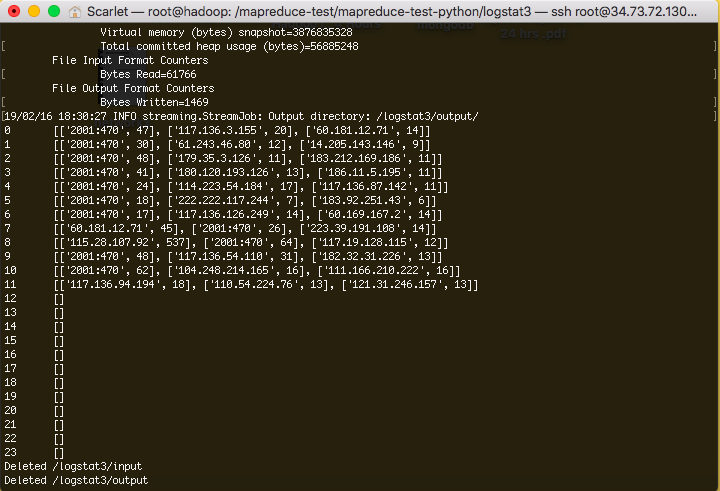 Scarlet — root@hadoop: /mapreduce-test/mapreduce-test-python/logstat3 — ssh root@34.73.72.130...
Virtual memory (bytes) snapshot=3876835328
[ Total committed heap usage (bytes)=56885248 ]
File Input Format Counters
Bytes Read=61766
File Output Format Counters
[ Bytes Written=1469 ]
[19/02/16 18:30:27 INFO streaming.StreamJob: Output directory: /logstat3/output/ ]
0 [['2001:470', 47], ['117.136.3.155', 20], ['60.181.12.71', 14]]
1 [['2001:470', 30], ['61.243.46.80', 12], ['14.205.143.146', 9]]
2 [['2001:470', 48], ['179.35.3.126', 11], ['183.212.169.186', 11]]
3 [['2001:470', 41], ['180.120.193.126', 13], ['186.11.5.195', 11]]
4 [['2001:470', 24], ['114.223.54.184', 17], ['117.136.87.142', 11]]
5 [['2001:470', 18], ['222.222.117.244', 7], ['183.92.251.43', 6]]
6 [['2001:470', 17], ['117.136.126.249', 14], ['60.169.167.2', 14]]
7 [['60.181.12.71', 45], ['2001:470', 26], ['223.39.191.108', 14]]
8 [['115.28.107.92', 537], ['2001:470', 64], ['117.19.128.115', 12]]
9 [['2001:470', 48], ['117.136.54.110', 31], ['182.32.31.226', 13]]
10 [['2001:470', 62], ['104.248.214.165', 16], ['111.166.210.222', 16]]
11 [['117.136.94.194', 18], ['110.54.224.76', 13], ['121.31.246.157', 13]]
12 []
13 []
14 []
15 []
16 []
17 []
18 []
19 []
20 []
21 []
22 []
23 []
Deleted /logstat3/input
Deleted /logstat3/output